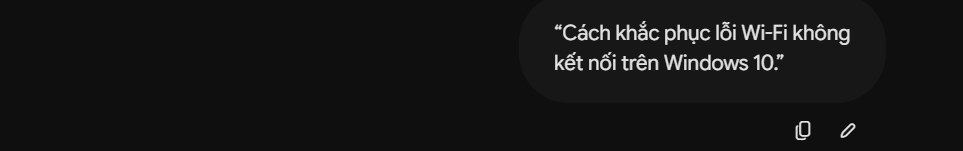 “Cách khắc phục lỗi Wi-Fi không
kết nối trên Windows 10.”